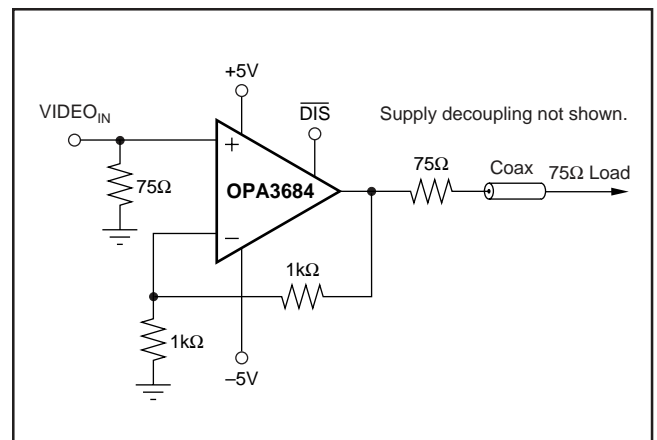 +5V
VIDEO_IN
DIS
Supply decoupling not shown.
+
75Ω
OPA3684
75Ω
Coax
75Ω Load
–
1kΩ
1kΩ
–5V